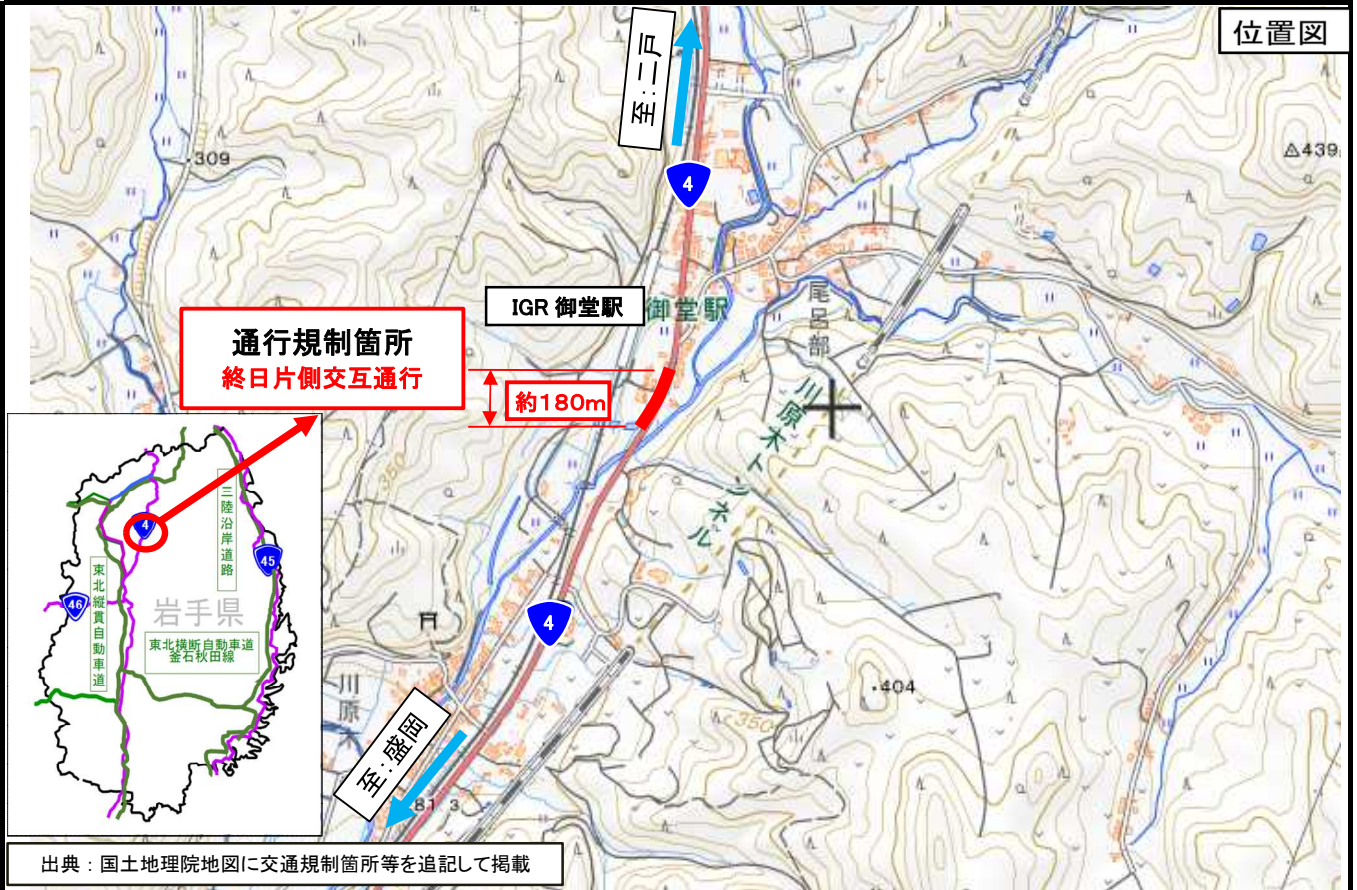 位置図
至:二戸
309
439
4
IGR 御堂駅
御堂駅
尾呂部
通行規制箇所
終日片側交互通行
約180m
川原木トンネル
350
三陸沿岸道路
4
45
46
東北縦貫自動車道
岩手県
東北横断自動車道
釜石秋田線
4
川原木
404
350
至:盛岡
出典:国土地理院地図に交通規制箇所等を追記して掲載